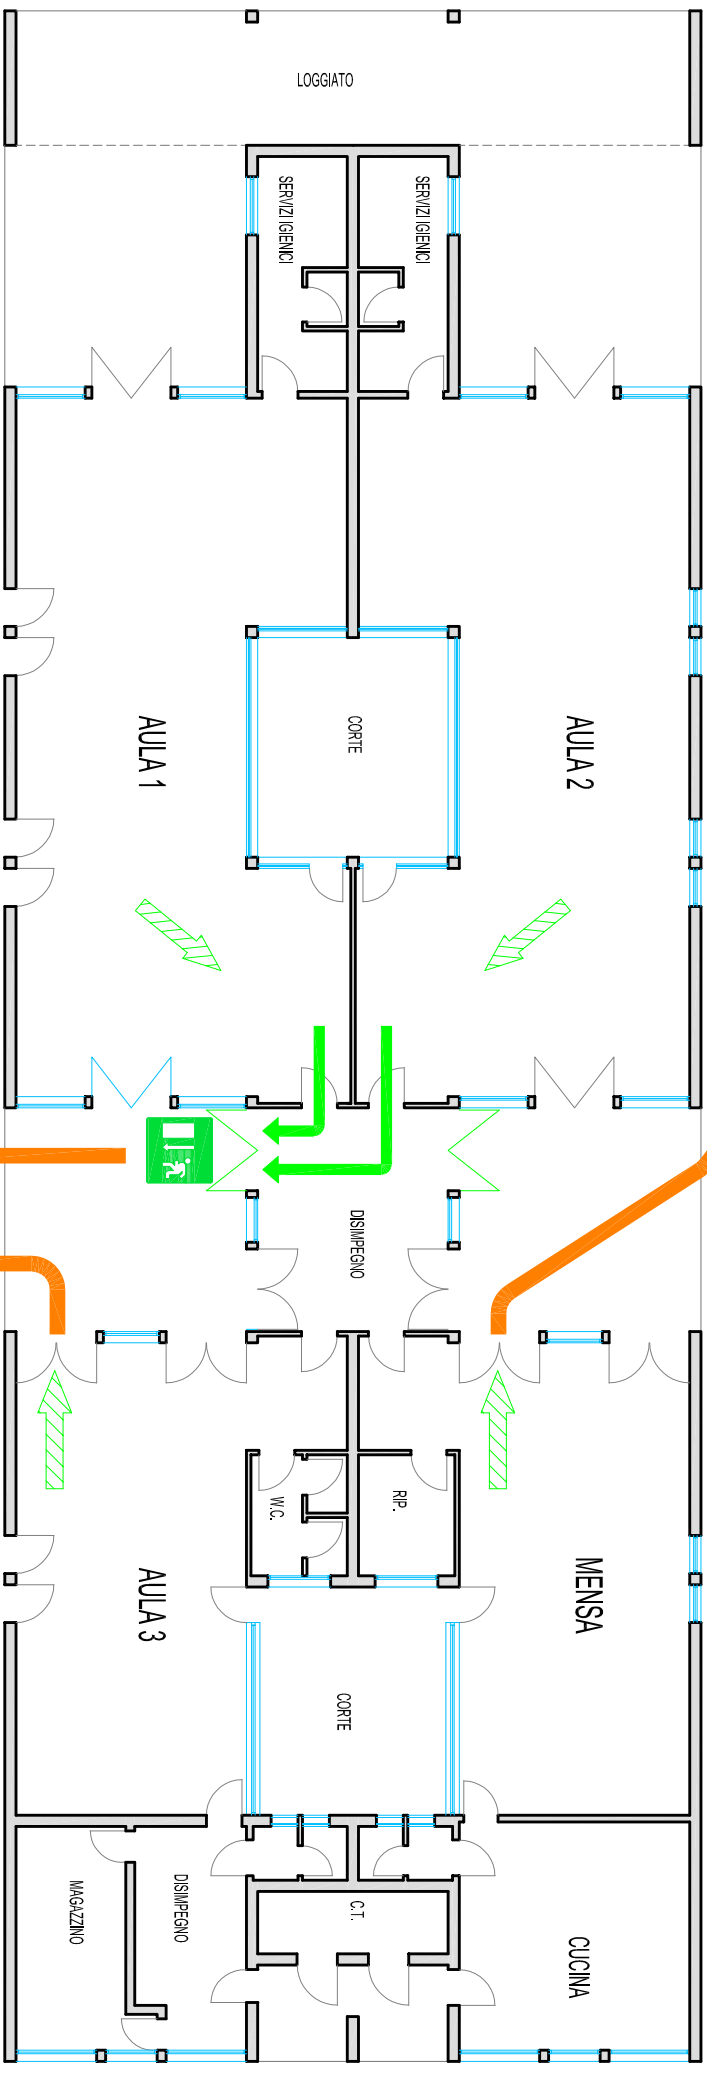 LOGGIATO
SERVIZI IGIENICI
SERVIZI IGIENICI
AULA 1
CORTE
AULA 2
DISIMPEGNO
W.C.
RIP.
AULA 3
MENSA
CORTE
MAGAZZINO
DISIMPEGNO
C.T.
CUCINA